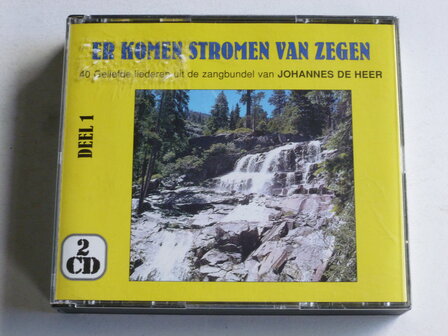 ER KOMEN STROMEN VAN ZEGEN
40 Geliefde liederen uit de zangbundel van JOHANNES DE HEER
DEEL 1
2
CD